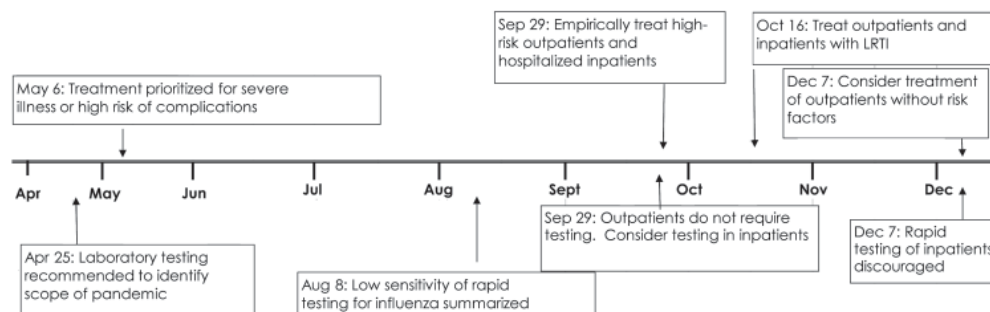 Sep 29: Empirically treat high-
risk outpatients and
hospitalized inpatients
Oct 16: Treat outpatients and
inpatients with LRTI
May 6: Treatment prioritized for severe
illness or high risk of complications
Dec 7: Consider treatment
of outpatients without risk
factors
Apr May Jun Jul Aug Sept Oct Nov Dec
Apr 25: Laboratory testing
recommended to identify
scope of pandemic
Aug 8: Low sensitivity of rapid
testing for influenza summarized
Sep 29: Outpatients do not require
testing. Consider testing in inpatients
Dec 7: Rapid
testing of inpatients
discouraged